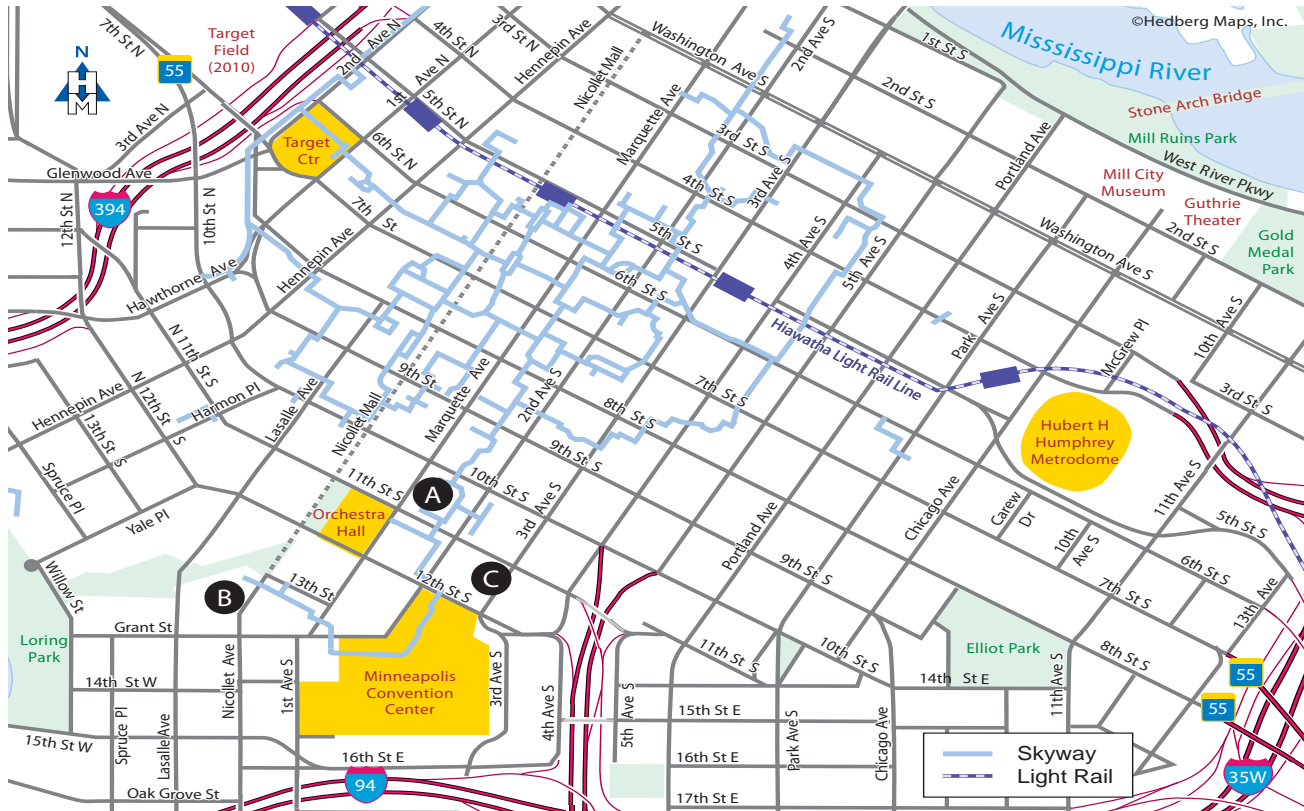 ©Hedberg Maps, Inc.
Misssissippi River
Stone Arch Bridge
Mill Ruins Park
West River Pkwy
Mill City
Museum
Guthrie
Theater
Gold
Medal
Park
N
H
M
7th St N
55
Target
Field
(2010)
2nd Ave N
4th St N
3rd St N
Hennepin Ave
Nicollet Mall
Washington Ave S
2nd Ave S
1st St S
2nd St S
3rd Ave N
1st Ave N
5th St N
6th St N
Marquette Ave
3rd St S
3rd Ave S
Portland Ave
Target
Ctr
Glenwood Ave
394
12th St N
10th St N
7th St
4th St S
5th St S
4th Ave S
5th Ave S
Washington Ave S
2nd St S
Hawthorne Ave
Hennepin Ave
6th St S
Hiawatha Light Rail Line
Park Ave S
McGrew Pl
10th Ave S
3rd St S
N 11th St S
Harmon Pl
Hennepin Ave
N 12th St S
13th St S
Spruce Pl
Yale Pl
Lasalle Ave
Nicollet Mall
9th St
Marquette Ave
2nd Ave S
7th St S
8th St S
9th St S
10th St S
3rd Ave S
11th St S
Orchestra
Hall
A
B
C
Hubert H
Humphrey
Metrodome
11th Ave S
5th St S
6th St S
7th St S
8th St S
13th Ave S
Carew
Dr
10th
Ave S
Chicago Ave
Portland Ave
9th St S
10th St S
11th St S
12th St S
13th St
Willow St
Loring
Park
Grant St
14th St W
15th St W
Spruce Pl
Lasalle Ave
Nicollet Ave
1st Ave S
Minneapolis
Convention
Center
3rd Ave S
4th Ave S
5th Ave S
Elliot Park
14th St E
15th St E
16th St E
16th St E
17th St E
Park Ave S
Chicago Ave
11th Ave S
Oak Grove St
94
55
55
35W
Skyway
Light Rail